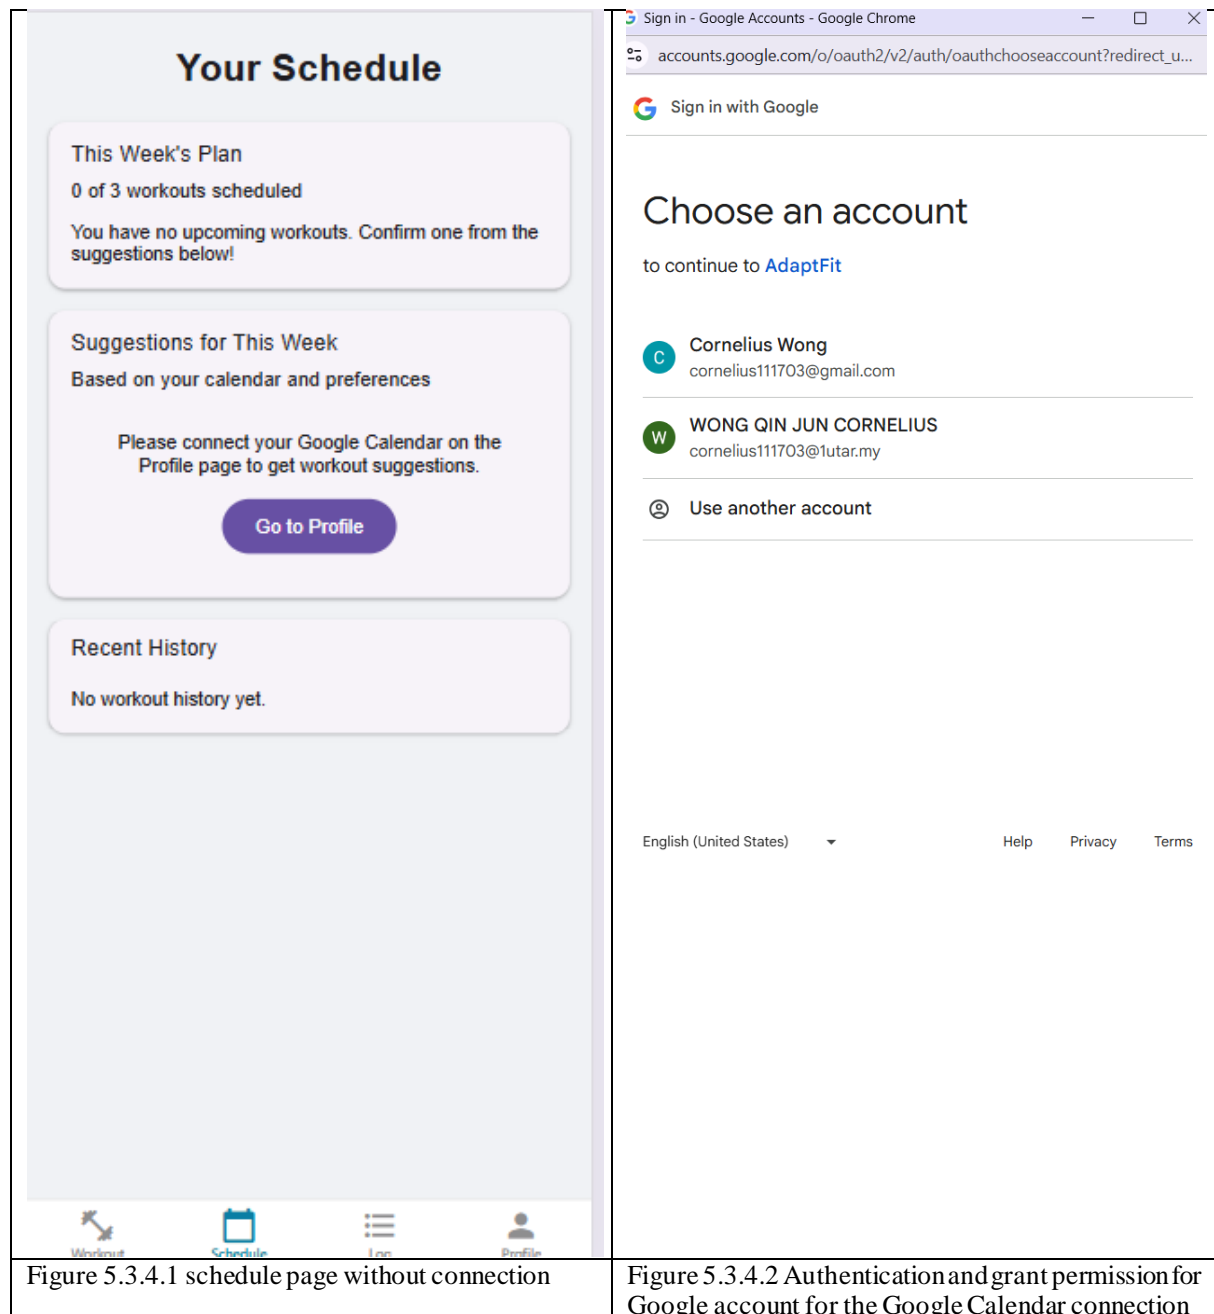 Your Schedule
This Week's Plan
0 of 3 workouts scheduled
You have no upcoming workouts. Confirm one from the
suggestions below!
Suggestions for This Week
Based on your calendar and preferences
Please connect your Google Calendar on the
Profile page to get workout suggestions.
Go to Profile
Recent History
No workout history yet.
Workout
Schedule
Log
Profile
Figure 5.3.4.1 schedule page without connection
Sign in - Google Accounts - Google Chrome
accounts.google.com/o/oauth2/v2/auth/oauthchooseaccount?redirect_u...
Sign in with Google
Choose an account
to continue to AdaptFit
C
Cornelius Wong
cornelius111703@gmail.com
W
WONG QIN JUN CORNELIUS
cornelius111703@1utar.my
Use another account
English (United States)
Help
Privacy
Terms
Figure 5.3.4.2 Authentication and grant permission for
Google account for the Google Calendar connection